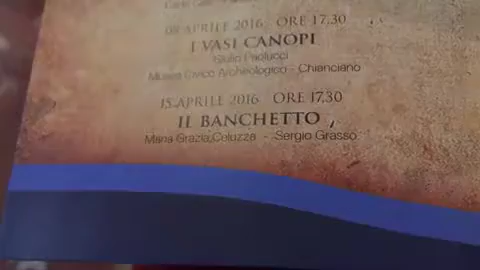 08 APRILE 2016 ORE 17,30
I VASI CANOPI
Giulio Paolucci
Museo Civico Archeologico - Chianciano
15 APRILE 2016 ORE 17,30
IL BANCHETTO
Maria Grazia Celuzza - Sergio Grasso